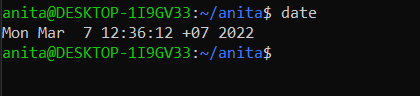 anita@DESKTOP-1I9GV33:~/anita$ date
Mon Mar  7 12:36:12 +07 2022
anita@DESKTOP-1I9GV33:~/anita$